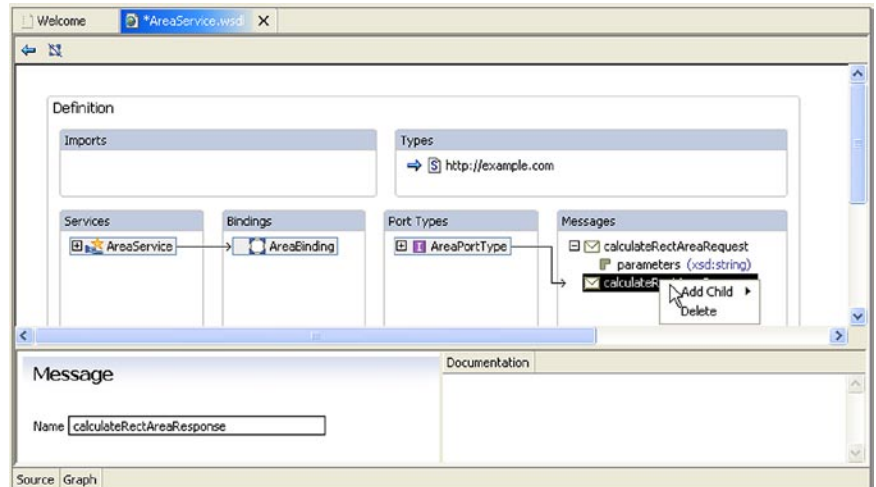 Welcome
*AreaService.wsdl
Definition
Imports
Types
http://example.com
Services
Bindings
Port Types
Messages
AreaService
AreaBinding
AreaPortType
calculateRectAreaRequest
parameters (xsd:string)
Add Child
Delete
Message
Name calculateRectAreaResponse
Documentation
Source Graph